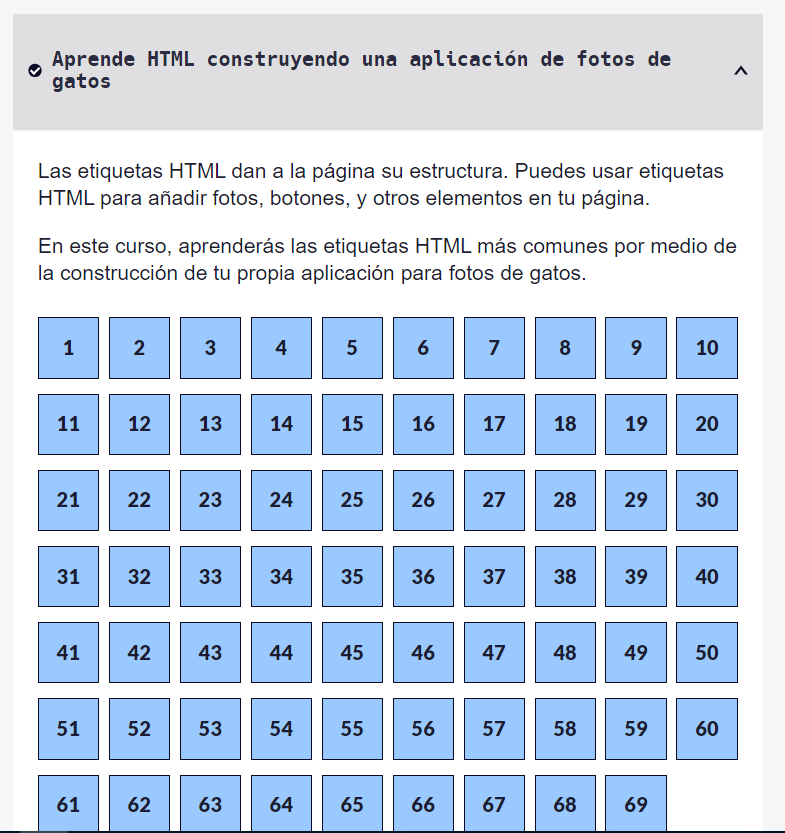 Aprende HTML construyendo una aplicación de fotos de
gatos
Las etiquetas HTML dan a la página su estructura. Puedes usar etiquetas
HTML para añadir fotos, botones, y otros elementos en tu página.
En este curso, aprenderás las etiquetas HTML más comunes por medio de
la construcción de tu propia aplicación para fotos de gatos.
1 2 3 4 5 6 7 8 9 10
11 12 13 14 15 16 17 18 19 20
21 22 23 24 25 26 27 28 29 30
31 32 33 34 35 36 37 38 39 40
41 42 43 44 45 46 47 48 49 50
51 52 53 54 55 56 57 58 59 60
61 62 63 64 65 66 67 68 69